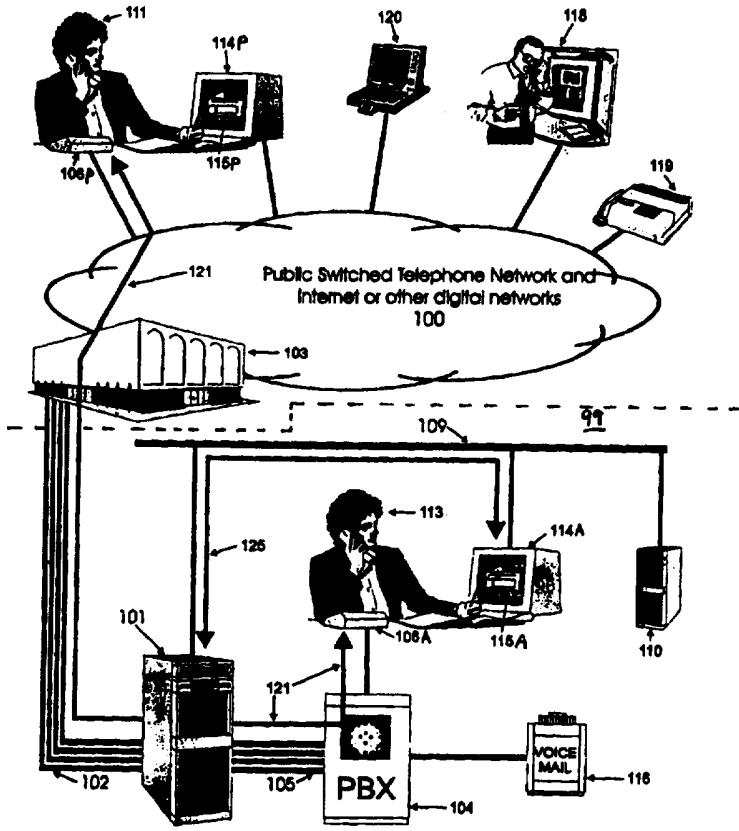 111
114P
120
118
106P
115P
119
121
Public Switched Telephone Network and
Internet or other digital networks
100
103
99
109
113
114A
125
101
106A
115A
110
121
VOICE
MAIL
116
102
105
PBX
104